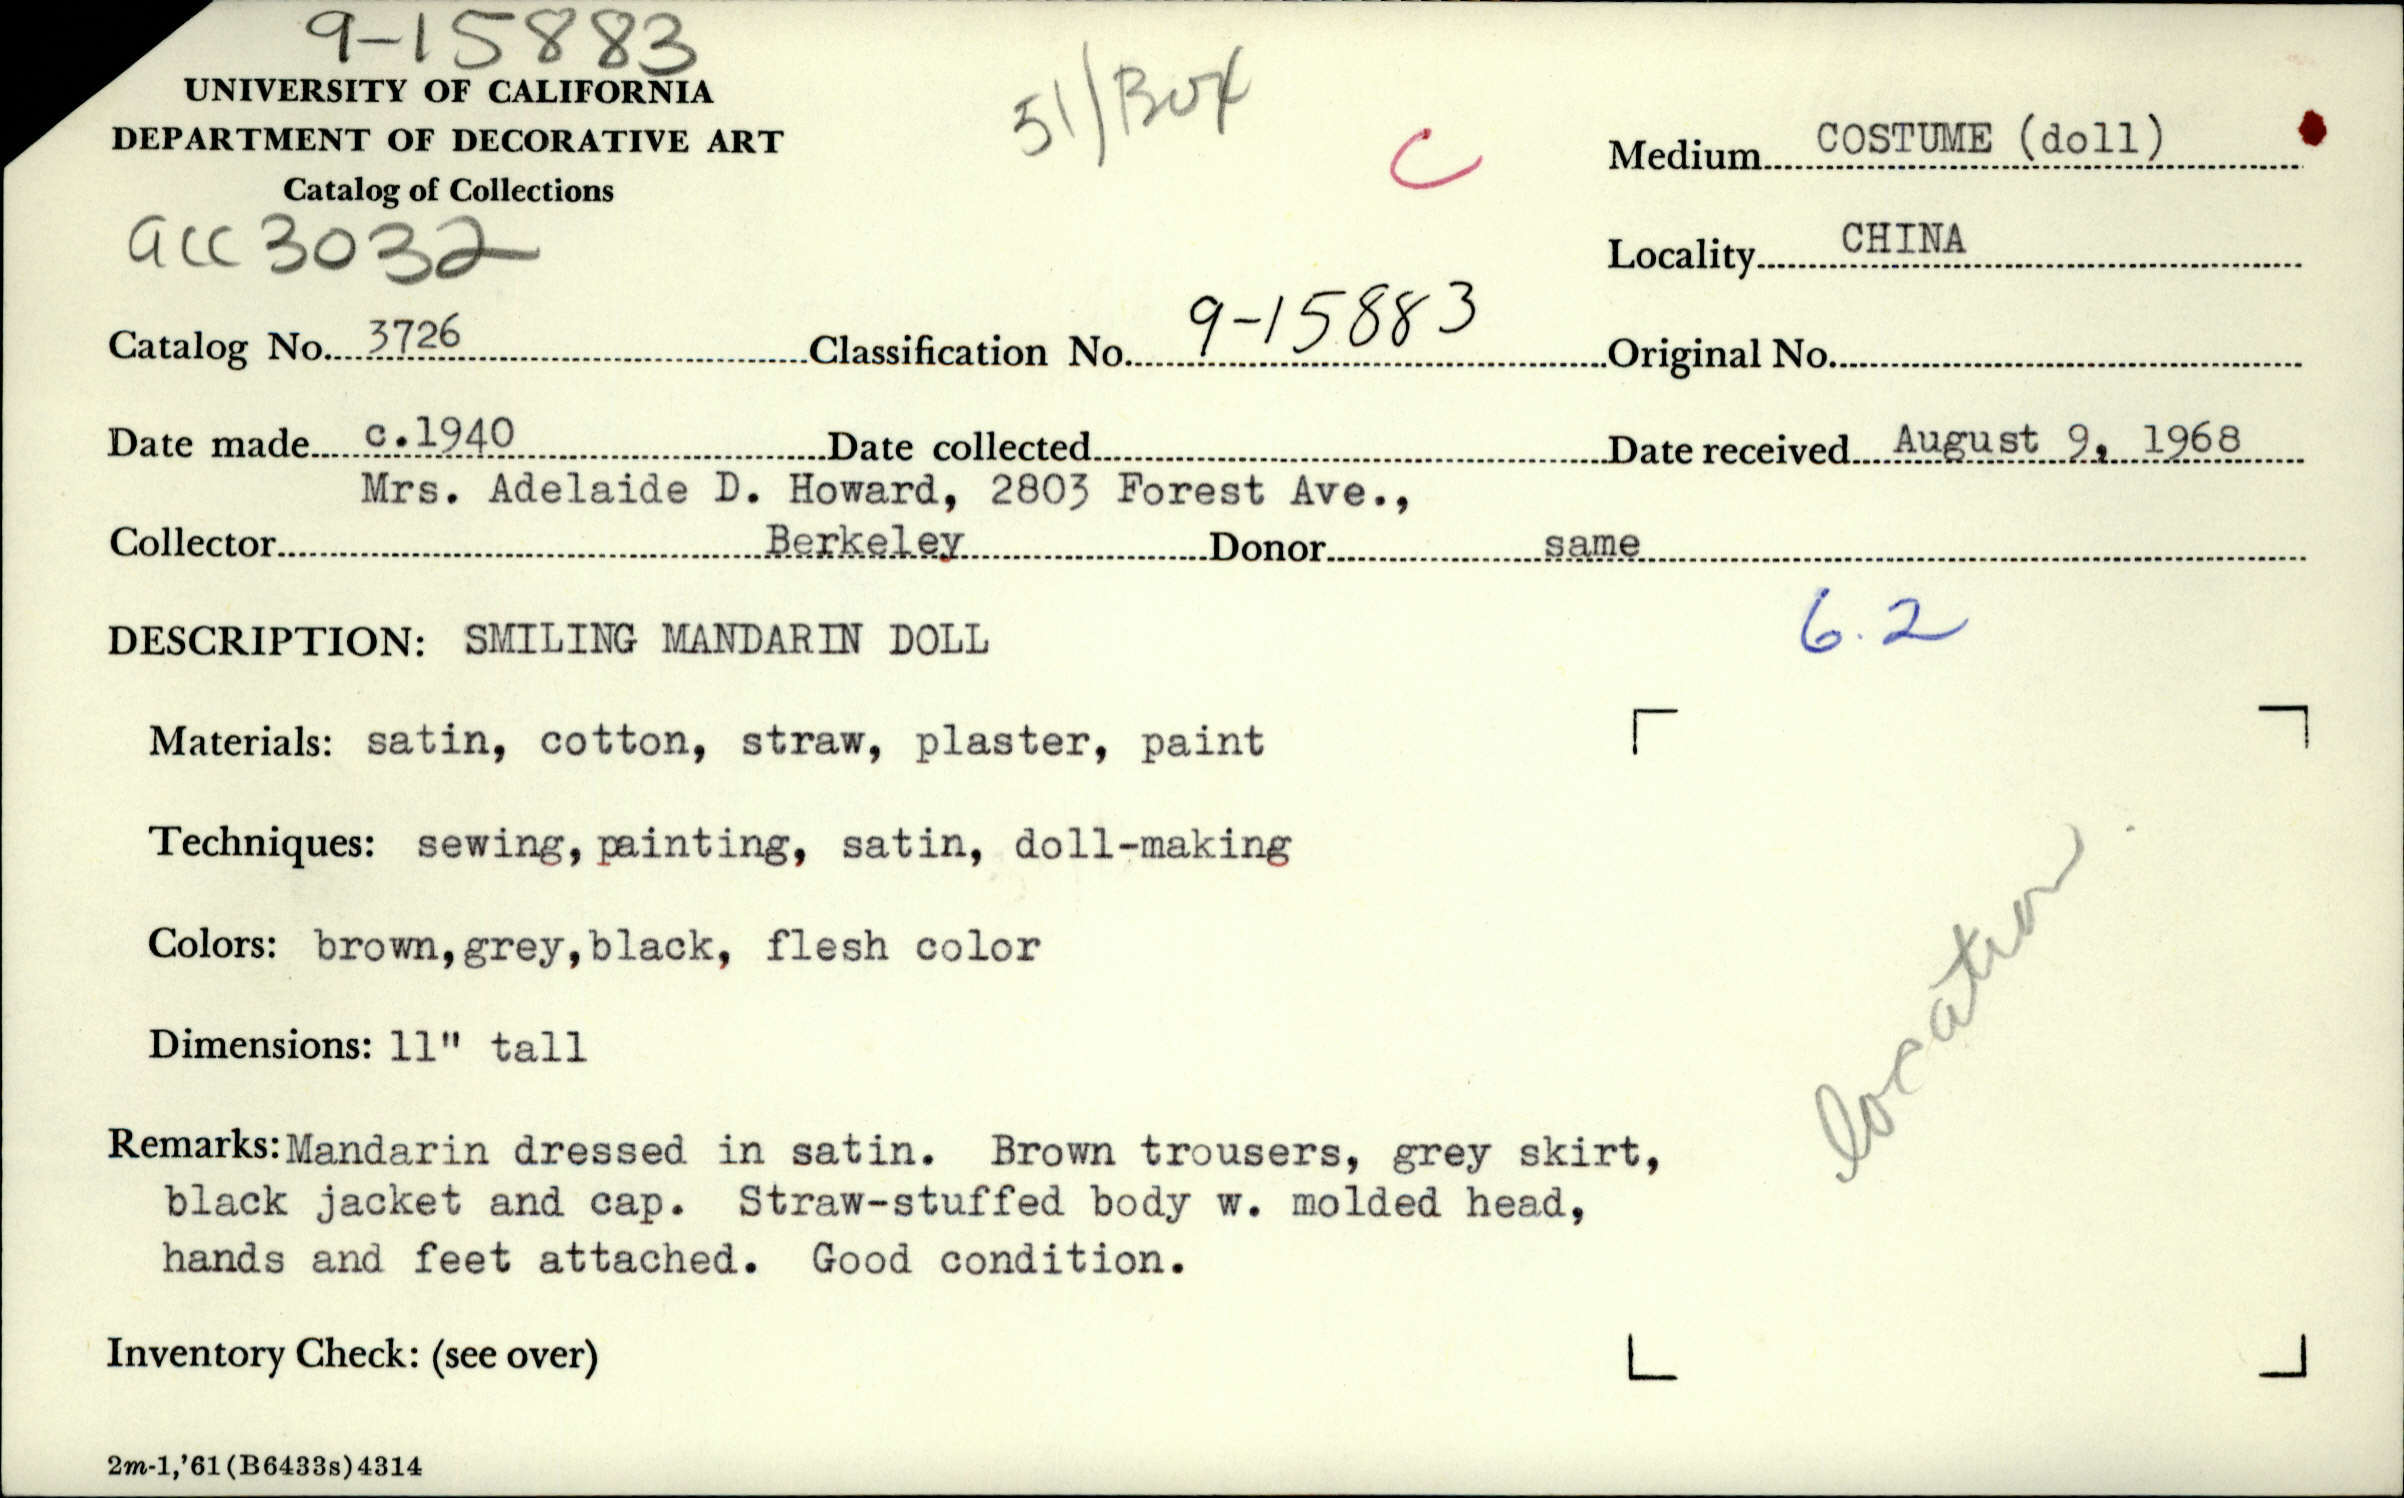 9-15883
UNIVERSITY OF CALIFORNIA
DEPARTMENT OF DECORATIVE ART
Catalog of Collections
acc 3032
51/Box
C
Medium COSTUME (doll)
Locality CHINA
Catalog No. 3726 Classification No. 9-15883 Original No.
Date made c.1940 Date collected Date received August 9, 1968
Mrs. Adelaide D. Howard, 2803 Forest Ave.,
Collector Berkeley Donor same
DESCRIPTION: SMILING MANDARIN DOLL
6.2
Materials: satin, cotton, straw, plaster, paint
Techniques: sewing, painting, satin, doll-making
Colors: brown,grey,black, flesh color
Dimensions: 11" tall
location
Remarks: Mandarin dressed in satin. Brown trousers, grey skirt,
black jacket and cap. Straw-stuffed body w. molded head,
hands and feet attached. Good condition.
Inventory Check: (see over)
2m-1,'61(B6433s)4314